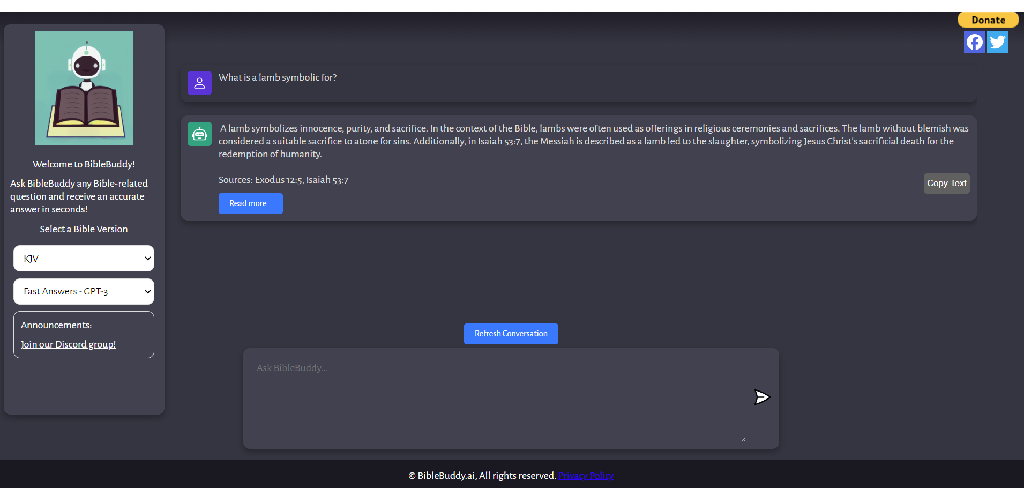 Donate
Welcome to BibleBuddy!
Ask BibleBuddy any Bible-related
question and receive an accurate
answer in seconds!
Select a Bible Version
KJV
Fast Answers - GPT-3
Announcements:
Join our Discord group!
What is a lamb symbolic for?
A lamb symbolizes innocence, purity, and sacrifice. In the context of the Bible, lambs were often used as offerings in religious ceremonies and sacrifices. The lamb without blemish was
considered a suitable sacrifice to atone for sins. Additionally, in Isaiah 53:7, the Messiah is described as a lamb led to the slaughter, symbolizing Jesus Christ's sacrificial death for the
redemption of humanity.
Sources: Exodus 12:5, Isaiah 53:7
Copy Text
Read more
Refresh Conversation
Ask BibleBuddy...
© BibleBuddy.ai, All rights reserved. Privacy Policy